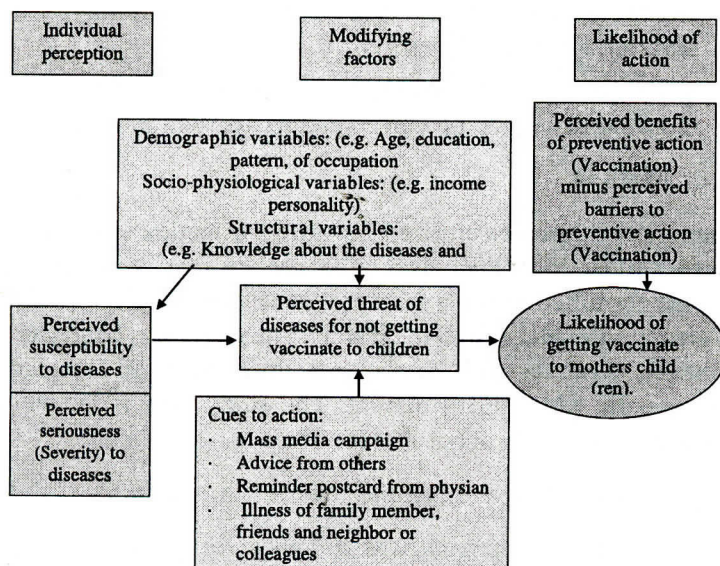 Individual
perception
Modifying
factors
Likelihood of
action
Demographic variables: (e.g. Age, education,
pattern, of occupation
Socio-physiological variables: (e.g. income
personality)
Structural variables:
(e.g. Knowledge about the diseases and
Perceived benefits
of preventive action
(Vaccination)
minus perceived
barriers to
preventive action
(Vaccination)
Perceived
susceptibility
to diseases
Perceived
seriousness
(Severity) to
diseases
Perceived threat of
diseases for not getting
vaccinate to children
Likelihood of
getting vaccinate
to mothers child
(ren).
Cues to action:
· Mass media campaign
· Advice from others
· Reminder postcard from physian
· Illness of family member,
friends and neighbor or
colleagues